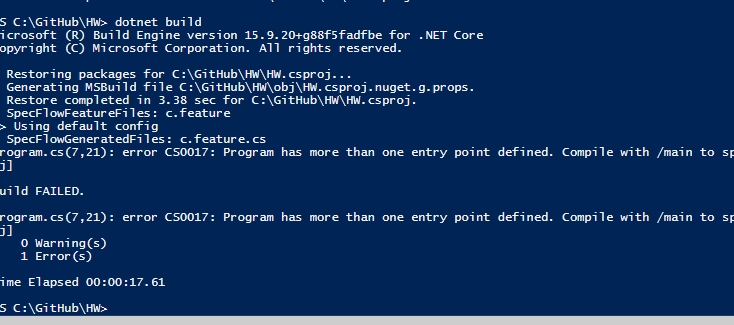 S C:\GitHub\HW> dotnet build
icrosoft (R) Build Engine version 15.9.20+g88f5fadfbe for .NET Core
opyright (C) Microsoft Corporation. All rights reserved.
Restoring packages for C:\GitHub\HW\HW.csproj...
Generating MSBuild file C:\GitHub\HW\obj\HW.csproj.nuget.g.props.
Restore completed in 3.38 sec for C:\GitHub\HW\HW.csproj.
SpecFlowFeatureFiles: c.feature
> Using default config
SpecFlowGeneratedFiles: c.feature.cs
rogram.cs(7,21): error CS0017: Program has more than one entry point defined. Compile with /main to sp
j]
uild FAILED.
rogram.cs(7,21): error CS0017: Program has more than one entry point defined. Compile with /main to sp
j]
0 Warning(s)
1 Error(s)
ime Elapsed 00:00:17.61
S C:\GitHub\HW>